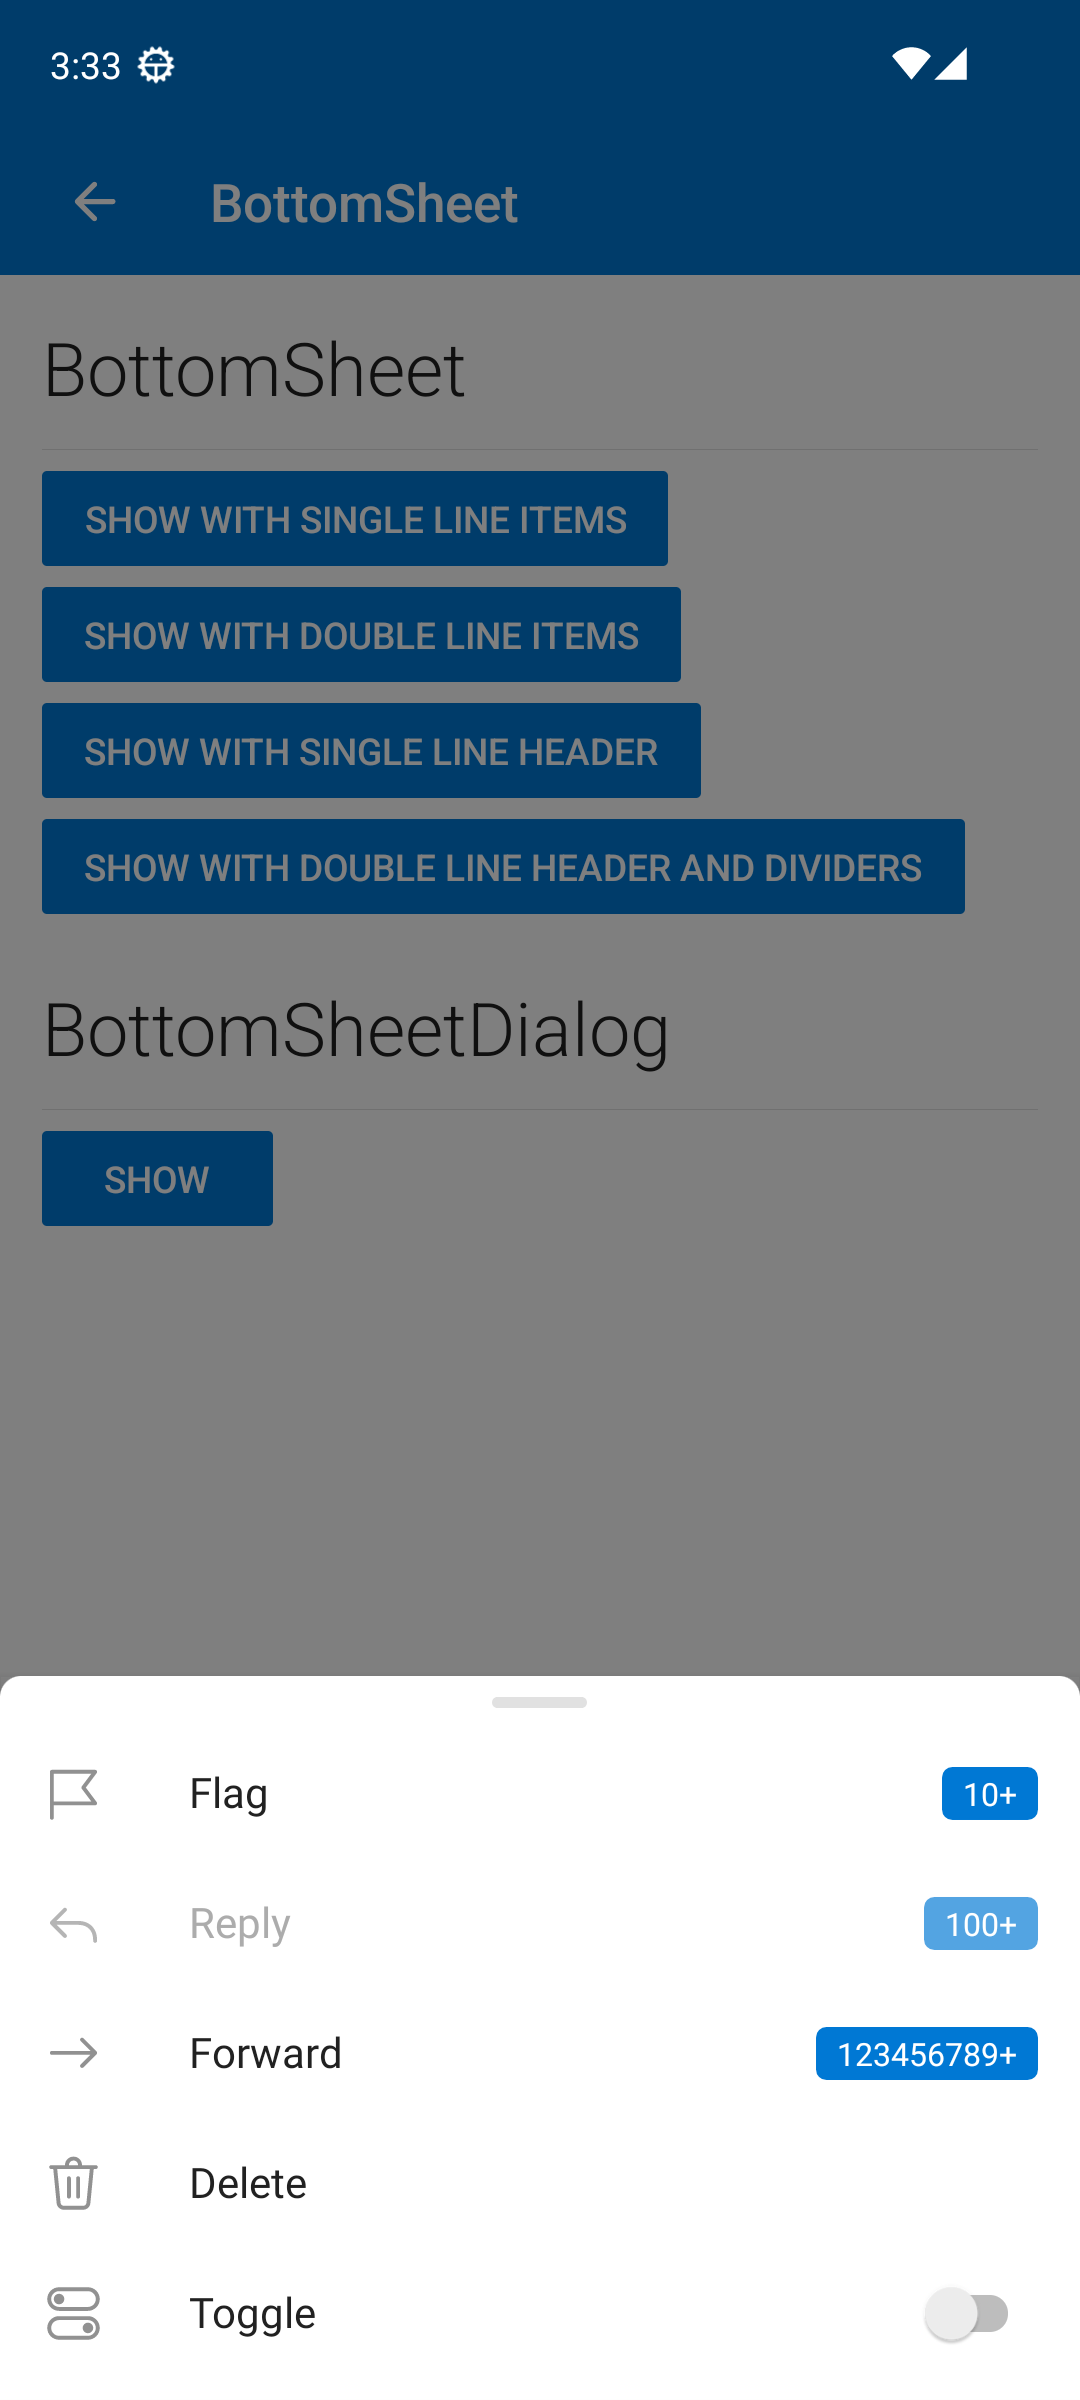 3:33
BottomSheet
BottomSheet
SHOW WITH SINGLE LINE ITEMS
SHOW WITH DOUBLE LINE ITEMS
SHOW WITH SINGLE LINE HEADER
SHOW WITH DOUBLE LINE HEADER AND DIVIDERS
BottomSheetDialog
SHOW
Flag 10+
Reply 100+
Forward 123456789+
Delete
Toggle